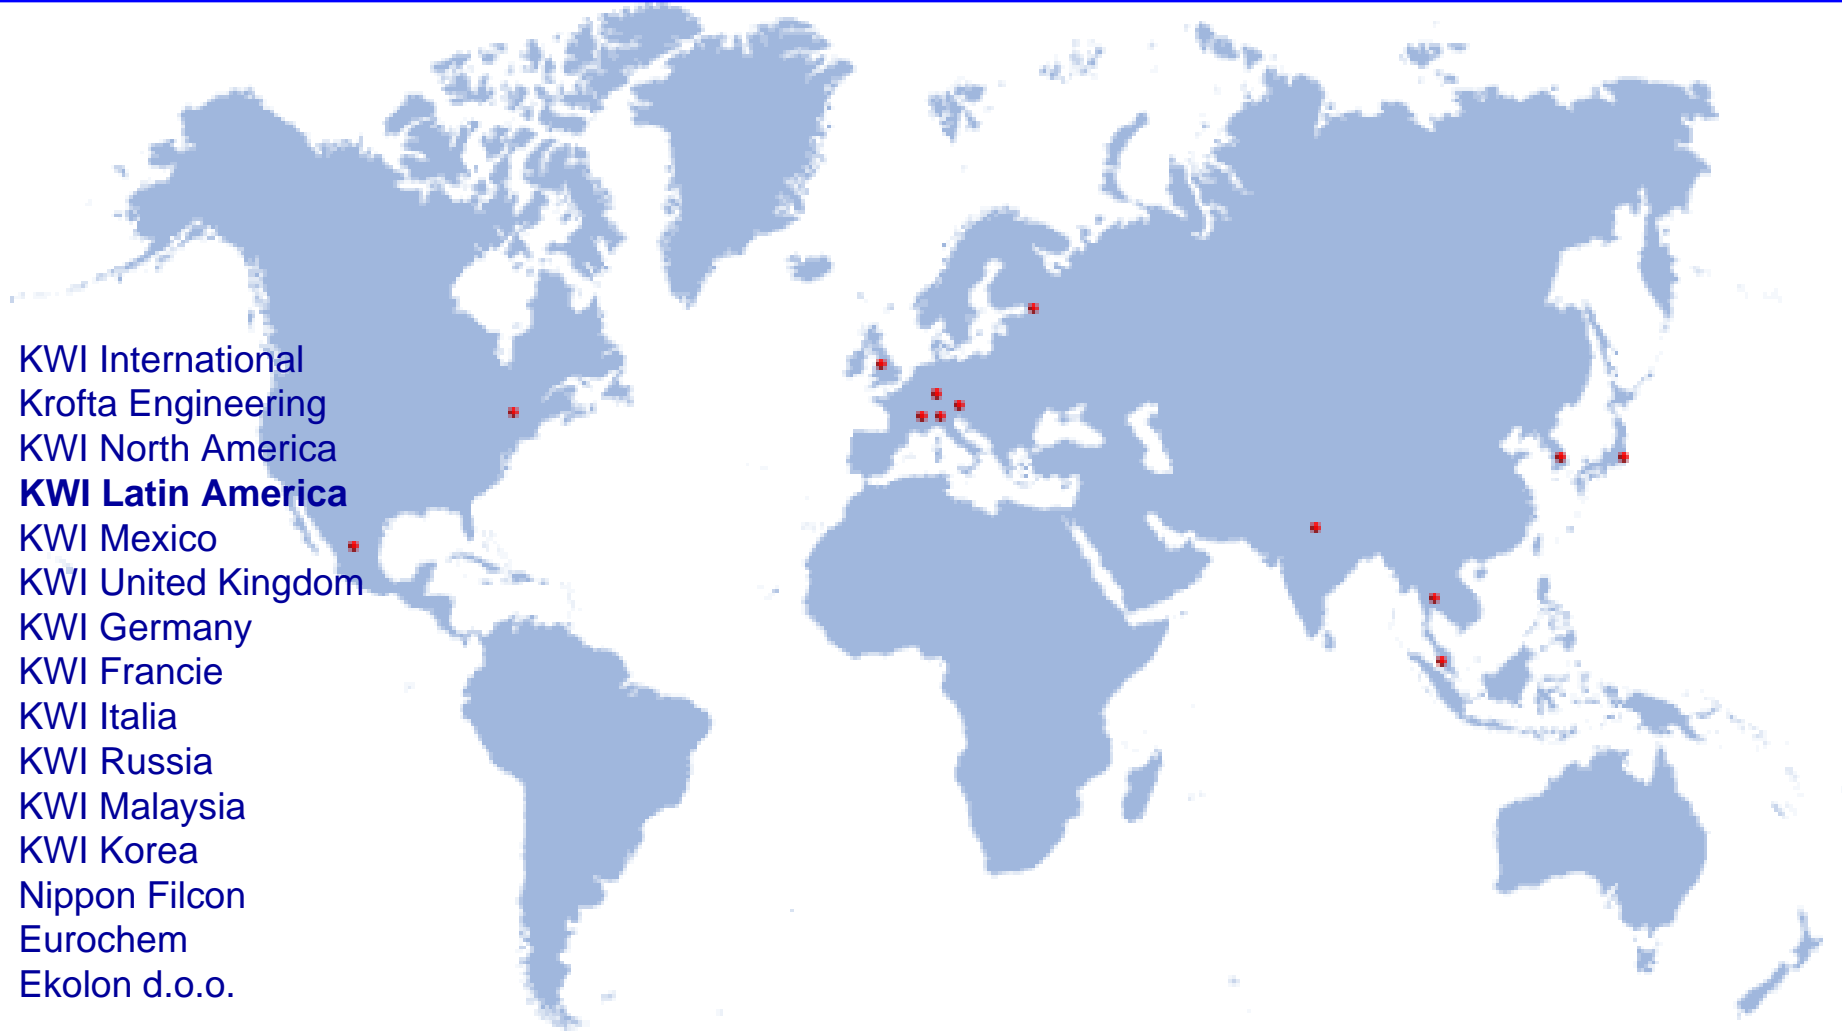 KWI International
Krofta Engineering
KWI North America
KWI Latin America
KWI Mexico
KWI United Kingdom
KWI Germany
KWI Francie
KWI Italia
KWI Russia
KWI Malaysia
KWI Korea
Nippon Filcon
Eurochem
Ekolon d.o.o.